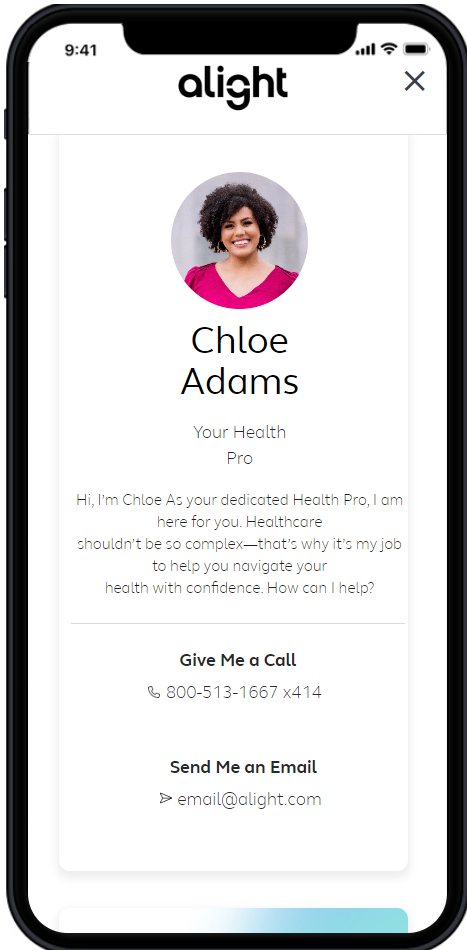 9:41
alight
Chloe
Adams
Your Health
Pro
Hi, I'm Chloe As your dedicated Health Pro, I am
here for you. Healthcare
shouldn't be so complex—that's why it's my job
to help you navigate your
health with confidence. How can I help?
Give Me a Call
800-513-1667 x414
Send Me an Email
email@alight.com